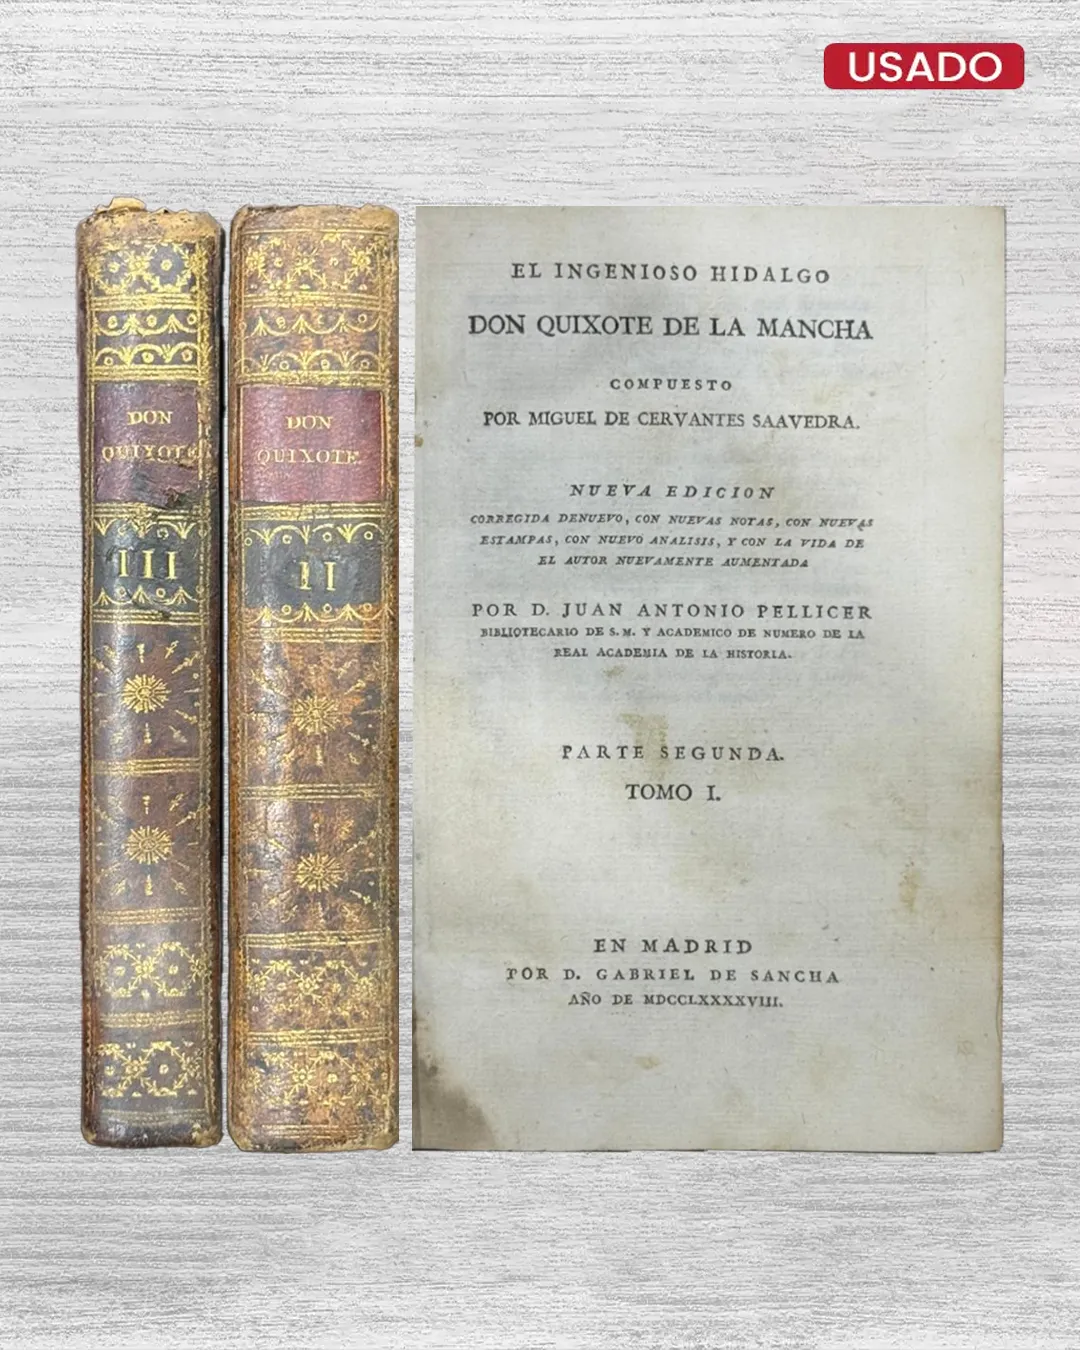 USADO
DON
QUIXOTE
III
DON
QUIXOTE
II
EL INGENIOSO HIDALGO
DON QUIXOTE DE LA MANCHA
COMPUESTO
POR MIGUEL DE CERVANTES SAAVEDRA.
NUEVA EDICION
CORREGIDA DENUEVO, CON NUEVAS NOTAS, CON NUEVAS
ESTAMPAS, CON NUEVO ANALISIS, Y CON LA VIDA DE
EL AUTOR NUEVAMENTE AUMENTADA
POR D. JUAN ANTONIO PELLICER
BIBLIOTECARIO DE S. M. Y ACADEMICO DE NUMERO DE LA
REAL ACADEMIA DE LA HISTORIA.
PARTE SEGUNDA.
TOMO I.
EN MADRID
POR D. GABRIEL DE SANCHA
AÑO DE MDCCLXXXXVIII.